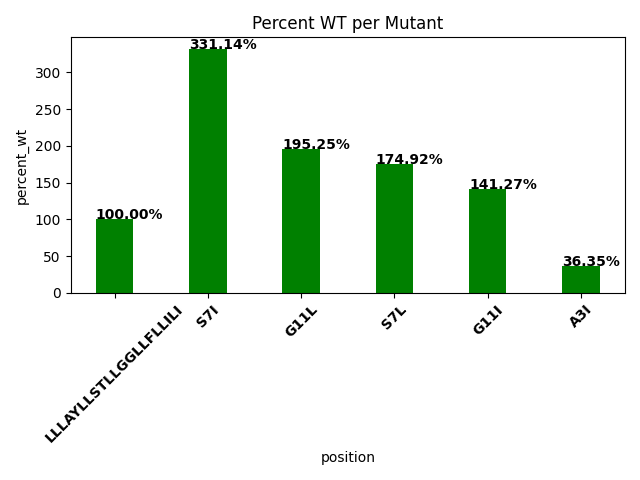 Percent WT per Mutant
percent_wt
300
250
200
150
100
50
0
100.00%
331.14%
195.25%
174.92%
141.27%
36.35%
LLLAYLLSTLLGGLLFLLILI
S7I
G11L
S7L
G11I
A3I
position